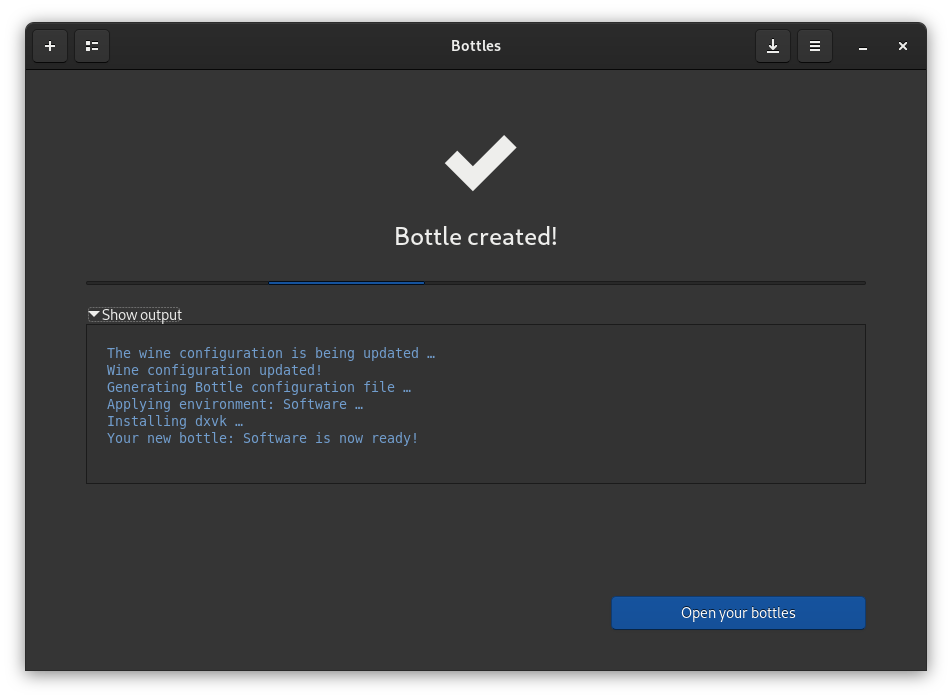 Bottles
Bottle created!
Show output
The wine configuration is being updated …
Wine configuration updated!
Generating Bottle configuration file …
Applying environment: Software …
Installing dxvk …
Your new bottle: Software is now ready!
Open your bottles